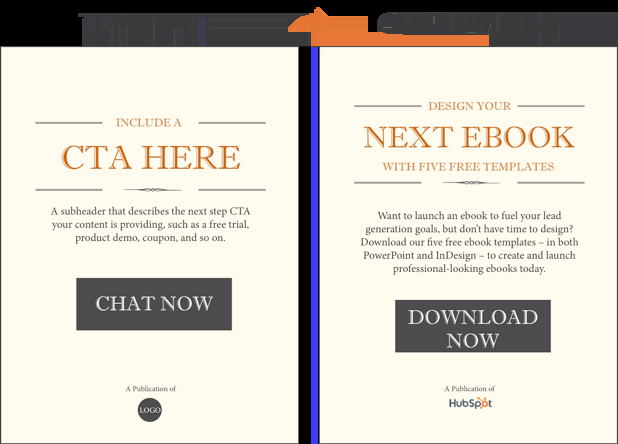 INCLUDE A
CTA HERE
A subheader that describes the next step CTA
your content is providing, such as a free trial,
product demo, coupon, and so on.
CHAT NOW
A Publication of
LOGO
DESIGN YOUR
NEXT EBOOK
WITH FIVE FREE TEMPLATES
Want to launch an ebook to fuel your lead
generation goals, but don't have time to design?
Download our five free ebook templates – in both
PowerPoint and InDesign – to create and launch
professional-looking ebooks today.
DOWNLOAD
NOW
A Publication of
HubSpot